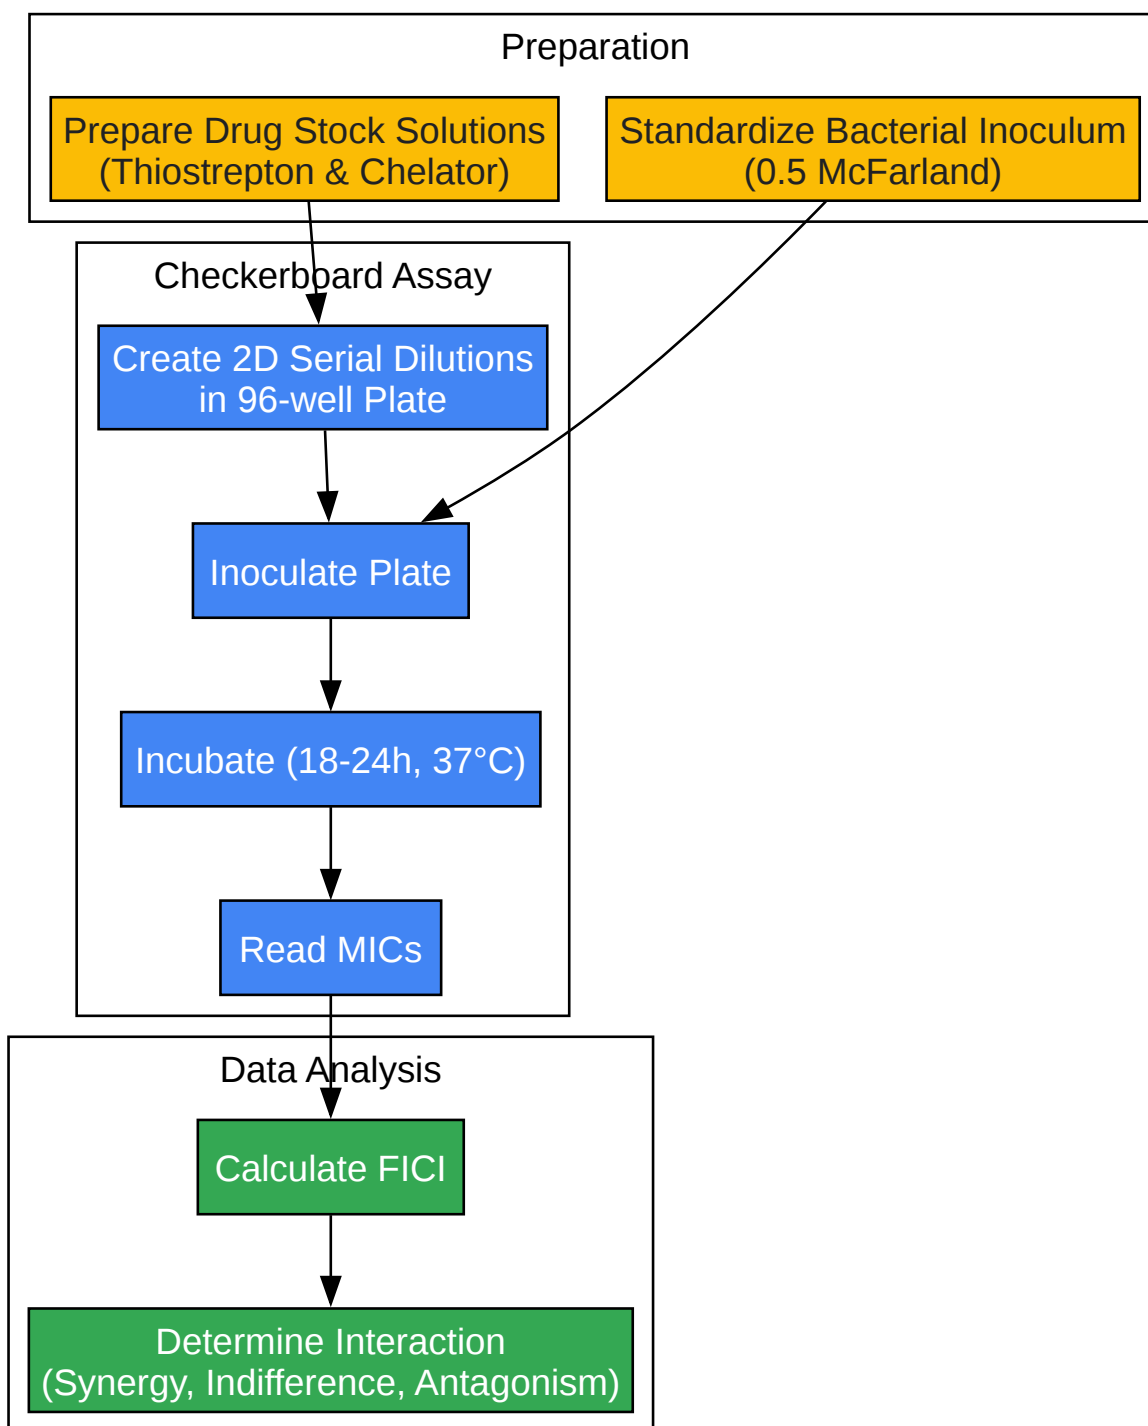 Preparation
Prepare Drug Stock Solutions
(Thiostrepton & Chelator)
Standardize Bacterial Inoculum
(0.5 McFarland)
Checkerboard Assay
Create 2D Serial Dilutions
in 96-well Plate
Inoculate Plate
Incubate (18-24h, 37°C)
Read MICs
Data Analysis
Calculate FICI
Determine Interaction
(Synergy, Indifference, Antagonism)